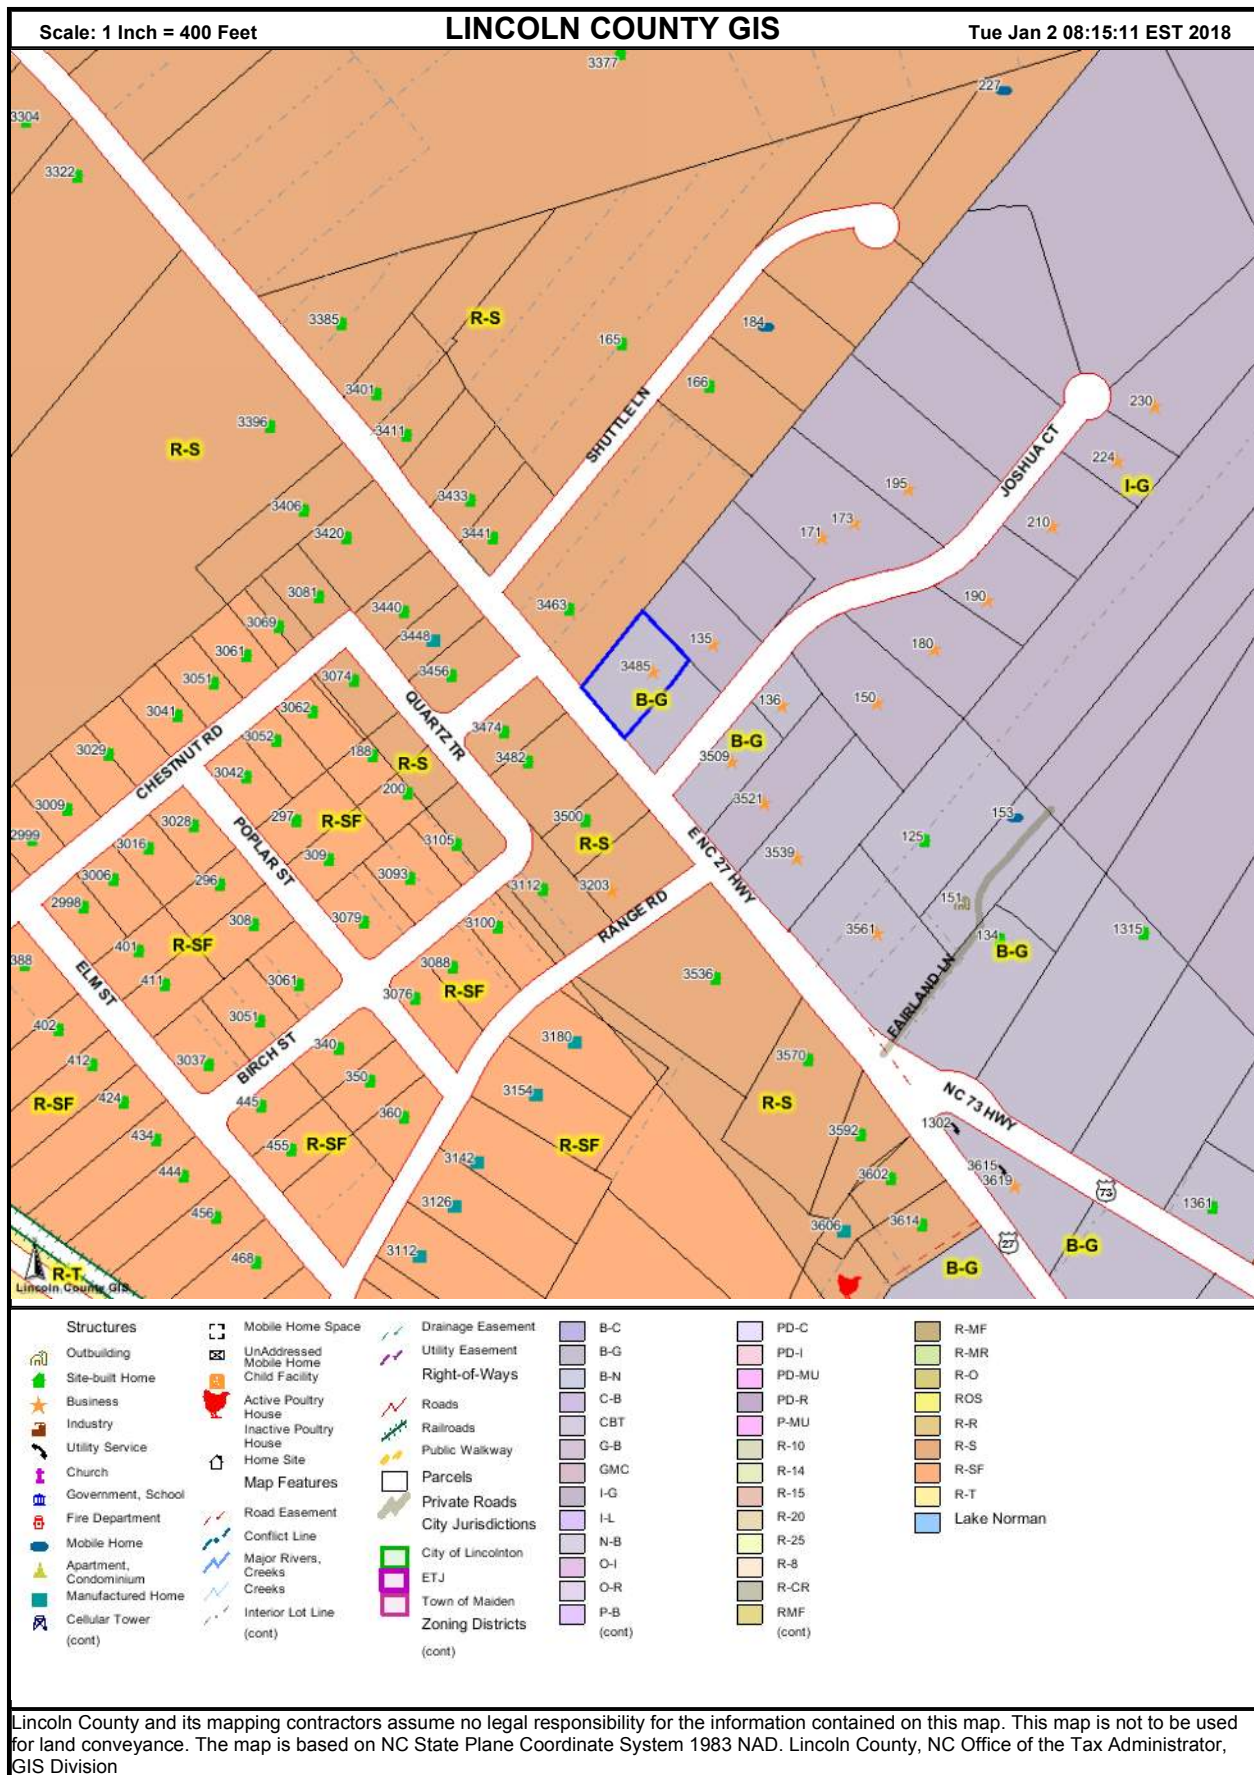 Scale: 1 Inch = 400 Feet
LINCOLN COUNTY GIS
Tue Jan 2 08:15:11 EST 2018
3377
227
3304
3322
184
3385
R-S
165
166
3401
3396
3411
SHUTTLE LN
R-S
230
JOSHUA CT
224
I-G
195
173
171
210
3433
3406
3420
3441
190
3081
3440
3463
3069
3448
135
180
3061
3456
3485
3051
3074
B-G
136
150
3041
3062
QUARTZ TR
3474
3052
B-G
3029
CHESTNUT RD
188
R-S
3482
3509
3042
200
3521
3009
297
R-SF
3500
153
2999
3028
3016
POPLAR ST
309
3105
R-S
E NC 27 HWY
3539
125
3006
296
3093
3112
3203
2998
308
3079
3100
RANGE RD
151
3561
134
1315
401
R-SF
B-G
388
ELM ST
411
3061
3088
3076
R-SF
3536
FAIRLAND LN
402
3051
340
3180
412
3037
BIRCH ST
350
3570
R-SF
424
445
3154
R-S
NC 73 HWY
434
455
R-SF
360
R-SF
3592
1302
444
3142
3602
3615
3619
73
456
3126
3606
3614
1361
468
3112
27
B-G
B-G
R-T
Lincoln County GIS
Structures
Outbuilding
Site-built Home
Business
Industry
Utility Service
Church
Government, School
Fire Department
Mobile Home
Apartment,
Condominium
Manufactured Home
Cellular Tower
(cont)
Mobile Home Space
UnAddressed
Mobile Home
Child Facility
Active Poultry
House
Inactive Poultry
House
Home Site
Map Features
Road Easement
Conflict Line
Major Rivers,
Creeks
Creeks
Interior Lot Line
(cont)
Drainage Easement
Utility Easement
Right-of-Ways
Roads
Railroads
Public Walkway
Parcels
Private Roads
City Jurisdictions
City of Lincolnton
ETJ
Town of Maiden
Zoning Districts
(cont)
B-C
B-G
B-N
C-B
CBT
G-B
GMC
I-G
I-L
N-B
O-I
O-R
P-B
(cont)
PD-C
PD-I
PD-MU
PD-R
P-MU
R-10
R-14
R-15
R-20
R-25
R-8
R-CR
RMF
(cont)
R-MF
R-MR
R-O
ROS
R-R
R-S
R-SF
R-T
Lake Norman
Lincoln County and its mapping contractors assume no legal responsibility for the information contained on this map. This map is not to be used
for land conveyance. The map is based on NC State Plane Coordinate System 1983 NAD. Lincoln County, NC Office of the Tax Administrator,
GIS Division